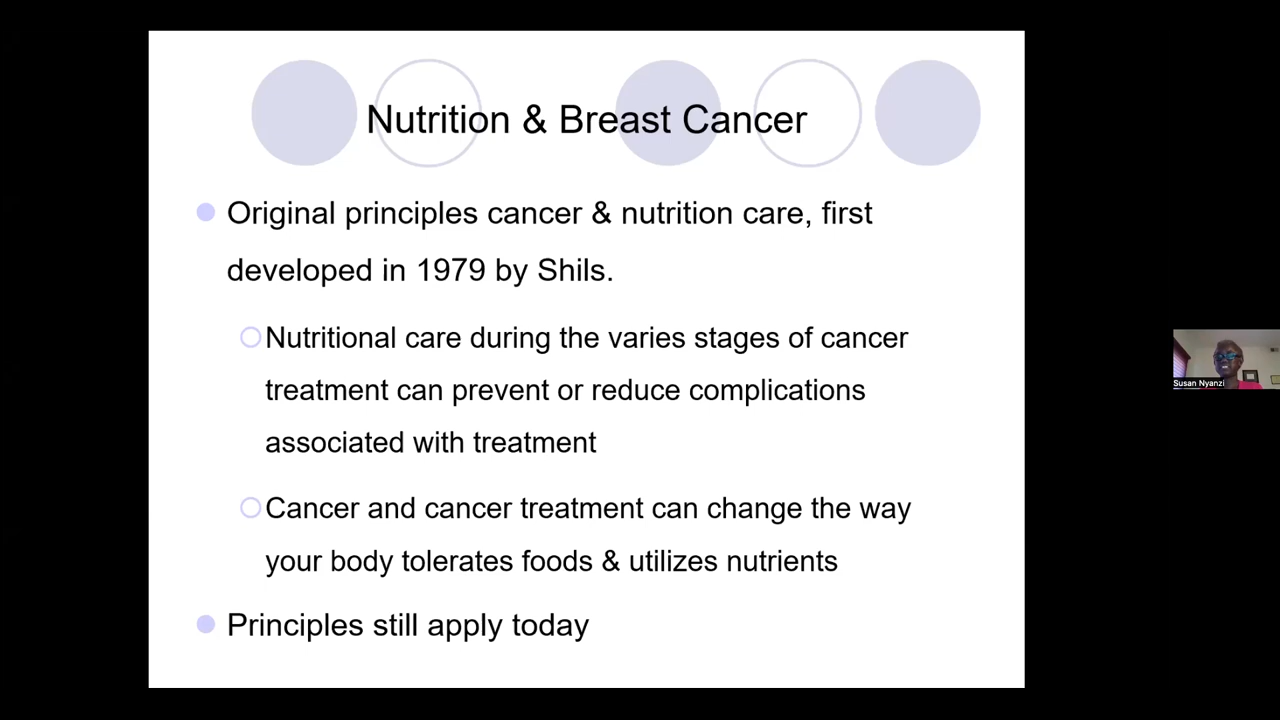 Nutrition & Breast Cancer
Original principles cancer & nutrition care, first
developed in 1979 by Shils.
Nutritional care during the varies stages of cancer
treatment can prevent or reduce complications
associated with treatment
Cancer and cancer treatment can change the way
your body tolerates foods & utilizes nutrients
Principles still apply today
Susan Nyanzi